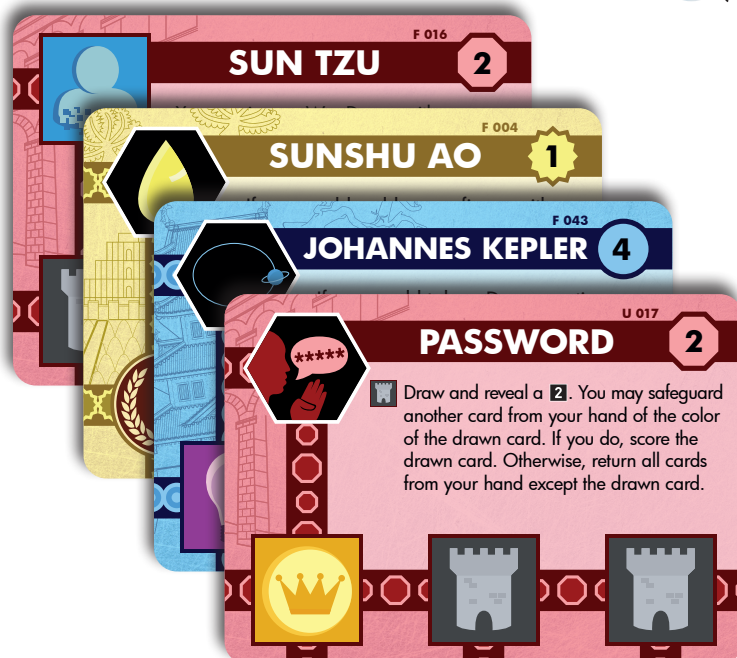 F 016
SUN TZU 2
F 004
SUNSHU AO 1
F 043
JOHANNES KEPLER 4
U 017
PASSWORD 2
*****
Draw and reveal a 2. You may safeguard
another card from your hand of the color
of the drawn card. If you do, score the
drawn card. Otherwise, return all cards
from your hand except the drawn card.